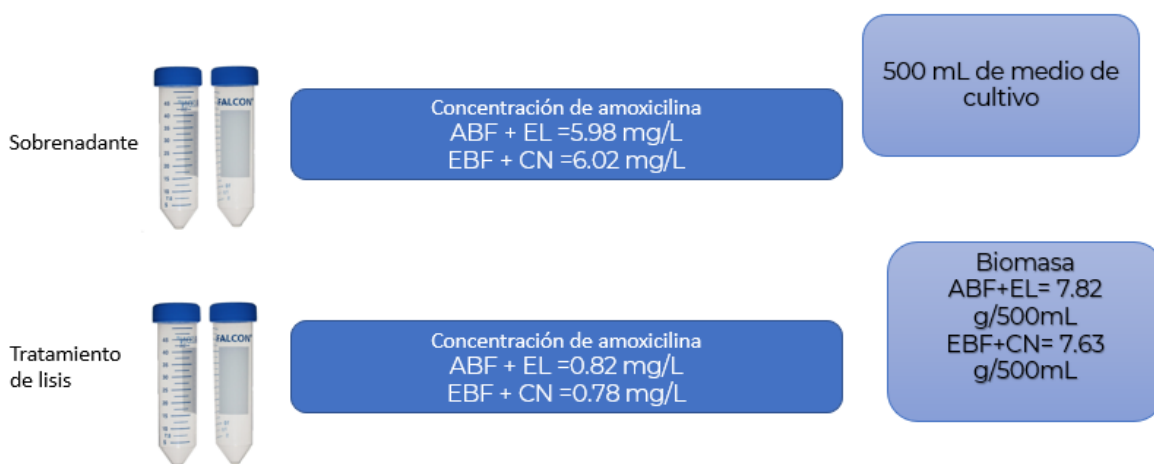 500 mL de medio de
cultivo
Sobrenadante
FALCON
Concentración de amoxicilina
ABF + EL =5.98 mg/L
EBF + CN =6.02 mg/L
Biomasa
ABF+EL= 7.82
g/500mL
EBF+CN= 7.63
g/500mL
Tratamiento
de lisis
FALCON
Concentración de amoxicilina
ABF + EL =0.82 mg/L
EBF + CN =0.78 mg/L